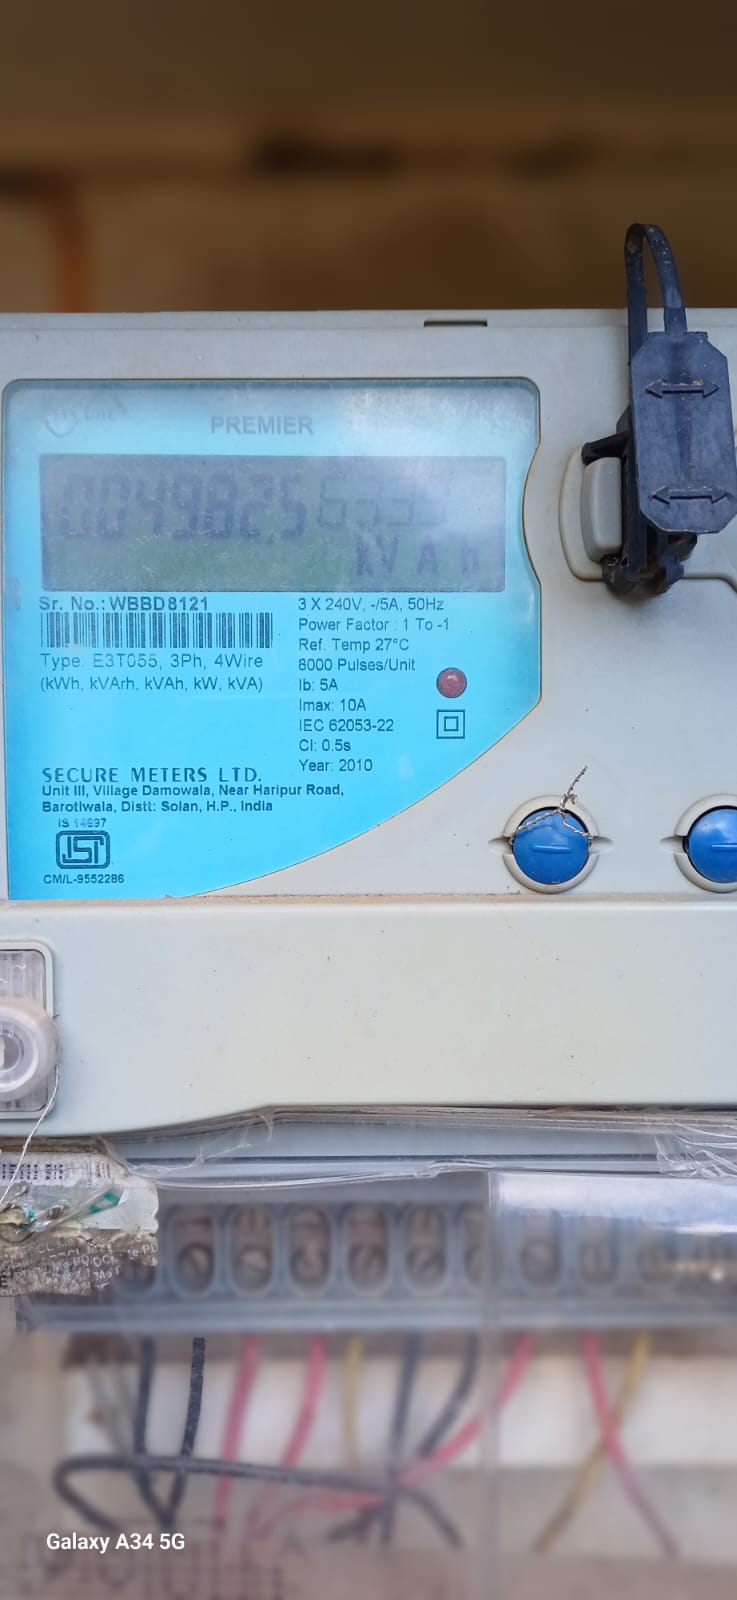 PREMIER
004982.5
kVAh
Sr. No.: WBBD8121
Type: E3T055, 3Ph, 4Wire
(kWh, kVArh, kVAh, kW, kVA)
3 X 240V, -/5A, 50Hz
Power Factor : 1 To -1
Ref. Temp 27°C
8000 Pulses/Unit
Ib: 5A
Imax: 10A
IEC 62053-22
Cl: 0.5s
Year: 2010
SECURE METERS LTD.
Unit III, Village Damowala, Near Haripur Road,
Barotiwala, Distt: Solan, H.P., India
IS 14697
ISI
CM/L-9552286
Galaxy A34 5G